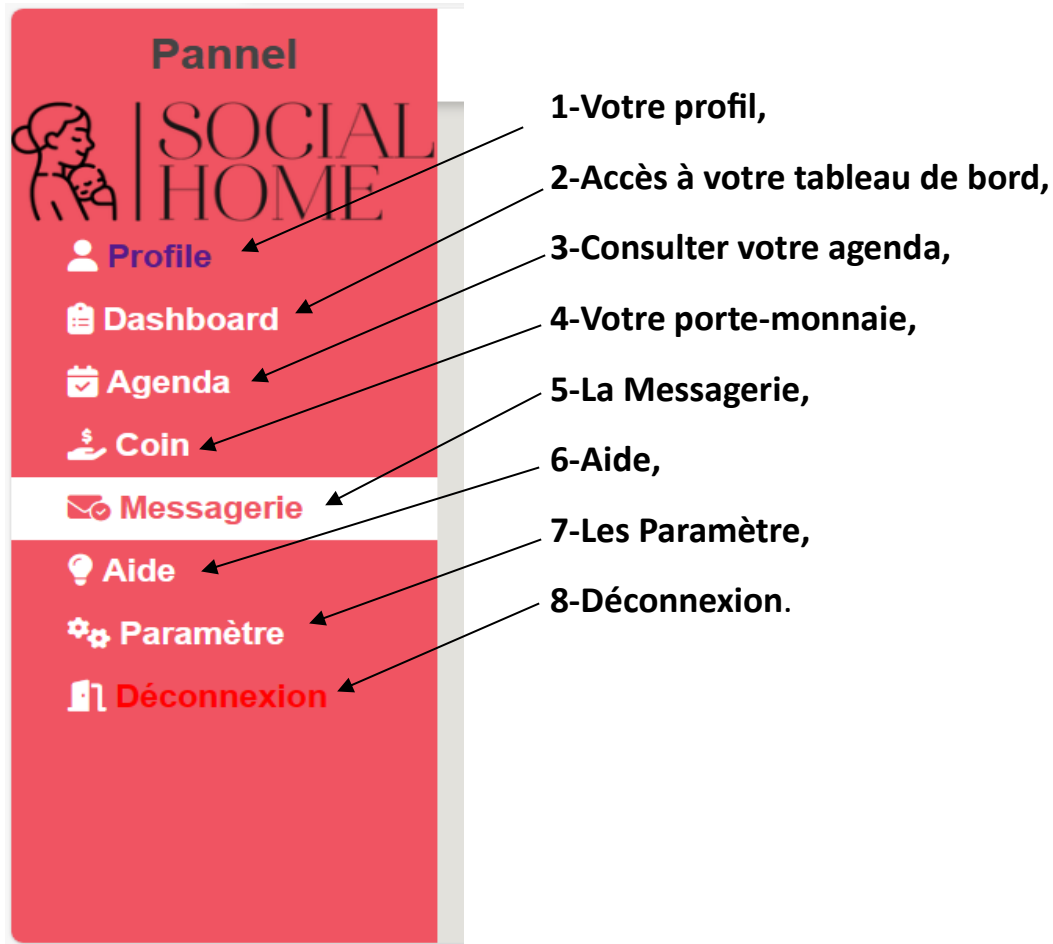 Pannel
SOCIAL
HOME
Profile
Dashboard
Agenda
Coin
Messagerie
Aide
Paramètre
Déconnexion
1-Votre profil,
2-Accès à votre tableau de bord,
3-Consulter votre agenda,
4-Votre porte-monnaie,
5-La Messagerie,
6-Aide,
7-Les Paramètre,
8-Déconnexion.